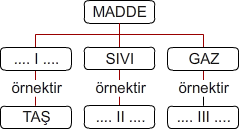 MADDE
.... I .... SIVI GAZ
örnektir örnektir örnektir
TAŞ .... II .... .... III ....